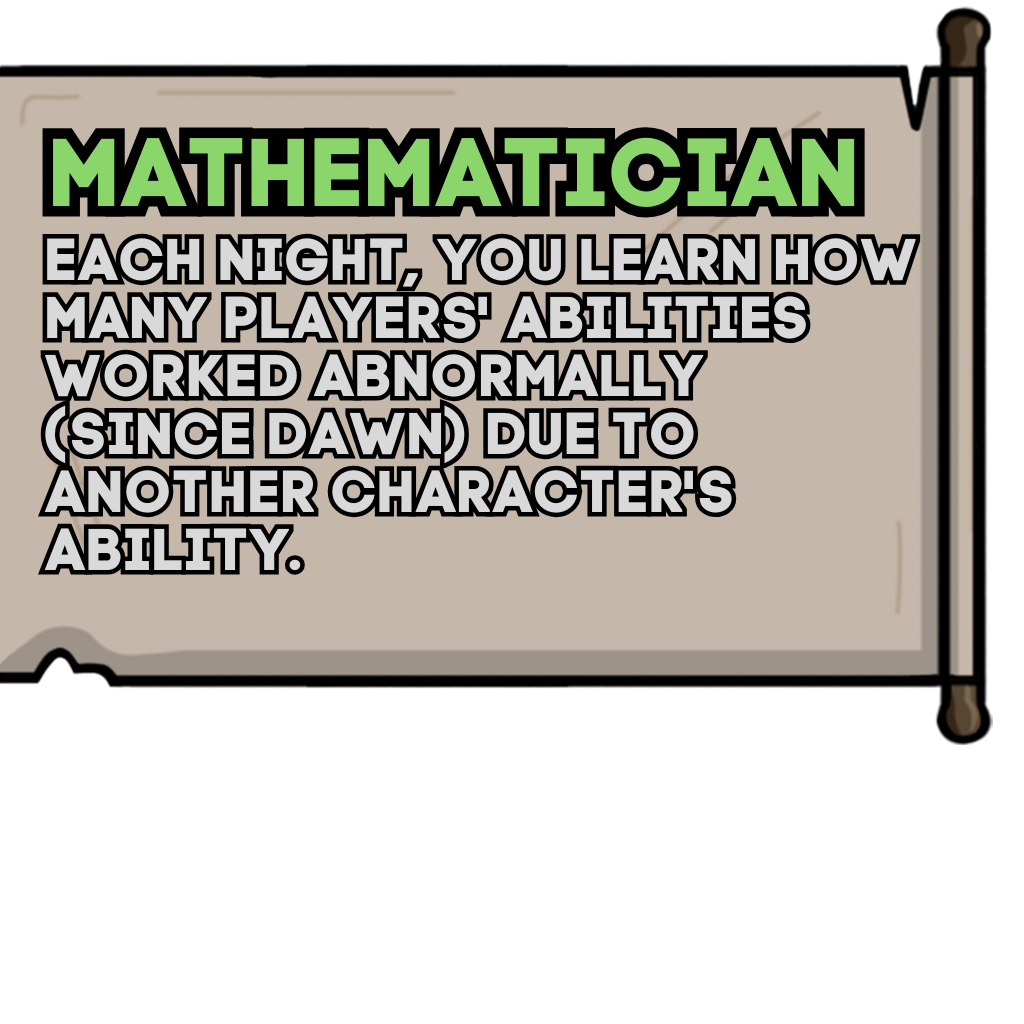 MATHEMATICIAN
EACH NIGHT, YOU LEARN HOW
MANY PLAYERS' ABILITIES
WORKED ABNORMALLY
(SINCE DAWN) DUE TO
ANOTHER CHARACTER'S
ABILITY.